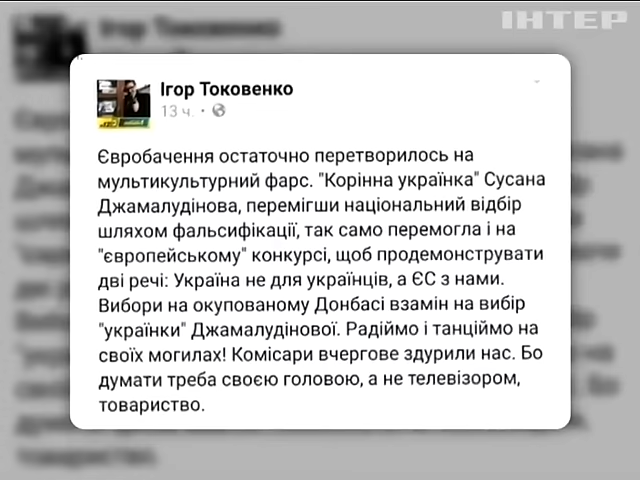 ІНТЕР
Ігор Токовенко
13 ч. ·
Євробачення остаточно перетворилось на
мультикультурний фарс. "Корінна українка" Сусана
Джамалудінова, перемігши національний відбір
шляхом фальсифікації, так само перемогла і на
"європейському" конкурсі, щоб продемонструвати
дві речі: Україна не для українців, а ЄС з нами.
Вибори на окупованому Донбасі взамін на вибір
"українки" Джамалудінової. Радіймо і танціймо на
своїх могилах! Комісари вчергове здурили нас. Бо
думати треба своєю головою, а не телевізором,
товариство.